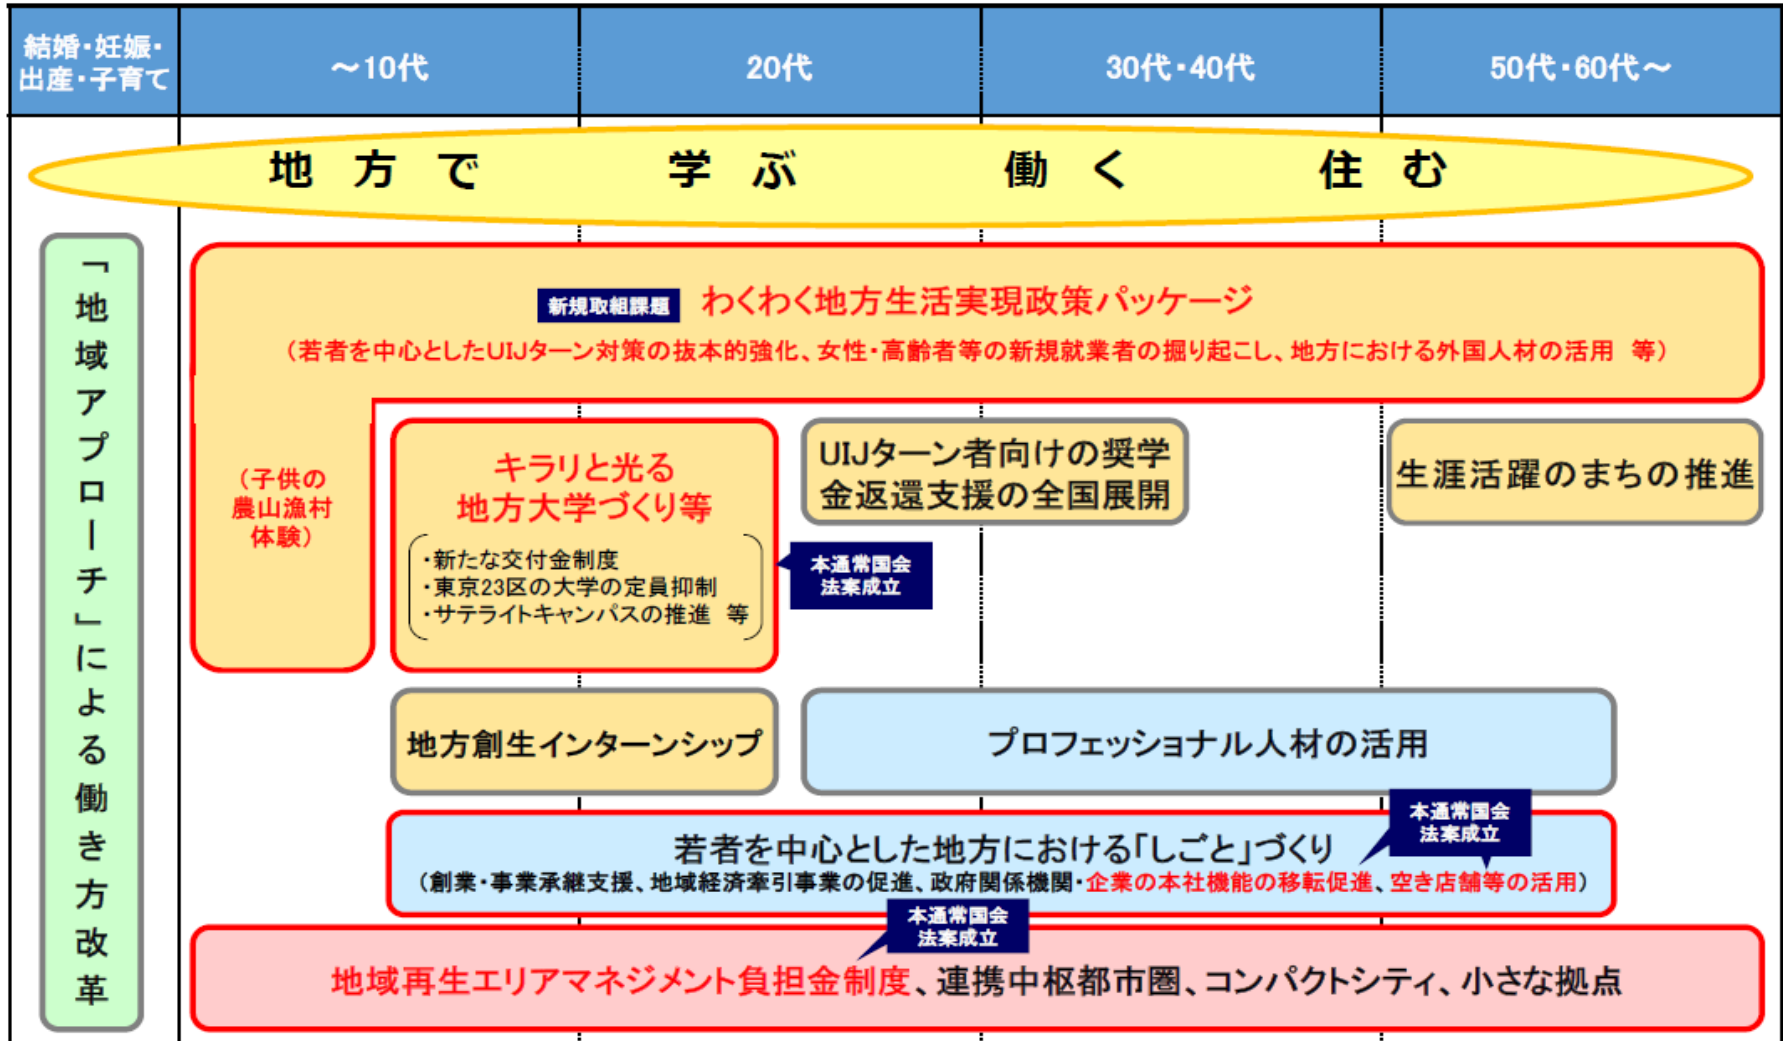 結婚・妊娠・
出産・子育て
～10代
20代
30代・40代
50代・60代～
地方で 学ぶ 働く 住む
「地域アプローチ」による働き方改革
新規取組課題
わくわく地方生活実現政策パッケージ
（若者を中心としたUIJターン対策の抜本的強化、女性・高齢者等の新規就業者の掘り起こし、地方における外国人材の活用 等）
（子供の
農山漁村
体験）
キラリと光る
地方大学づくり等
・新たな交付金制度
・東京23区の大学の定員抑制
・サテライトキャンパスの推進 等
本通常国会
法案成立
UIJターン者向けの奨学
金返還支援の全国展開
生涯活躍のまちの推進
地方創生インターンシップ
プロフェッショナル人材の活用
本通常国会
法案成立
若者を中心とした地方における「しごと」づくり
（創業・事業承継支援、地域経済牽引事業の促進、政府関係機関・企業の本社機能の移転促進、空き店舗等の活用）
本通常国会
法案成立
地域再生エリアマネジメント負担金制度、連携中枢都市圏、コンパクトシティ、小さな拠点